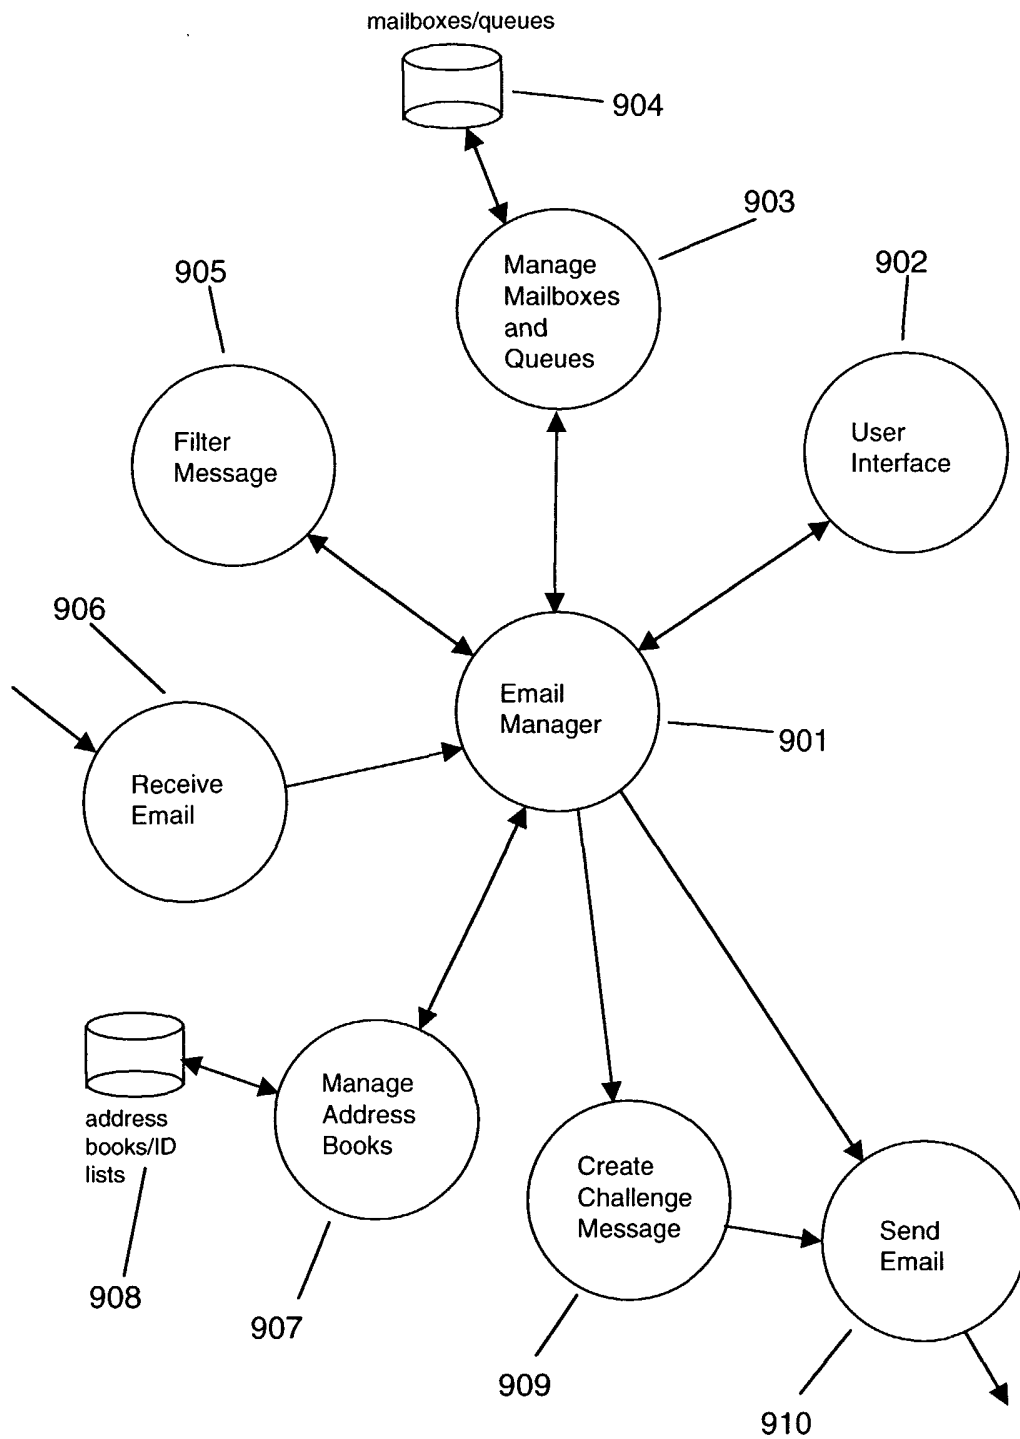 mailboxes/queues
904
903
Manage
Mailboxes
and
Queues
902
905
User
Interface
Filter
Message
906
Email
Manager
901
Receive
Email
Manage
Address
Books
address
books/ID
lists
Create
Challenge
Message
Send
Email
908
907
909
910